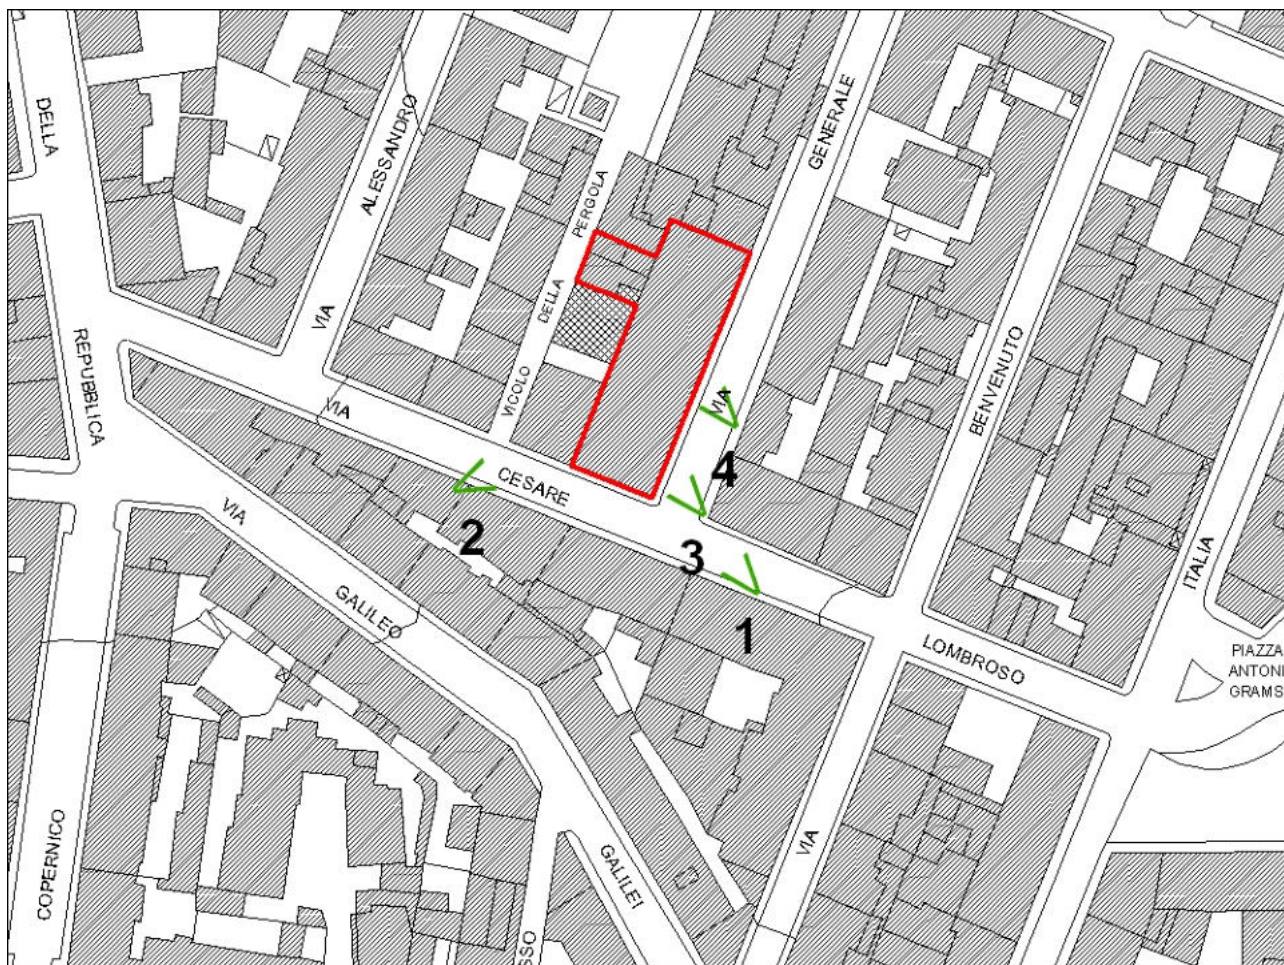 DELLA
REPUBBLICA
ALESSANDRO
VIA
GENERALE
VIA
PERGOLA
DELLA
VICOLO
BENVENUTO
ITALIA
VIA
CESARE
LOMBROSO
4
2
3
1
VIA
GALILEO
GALILEI
COPERNICO
VIA
PIAZZA
ANTONI
GRAMS
SSO